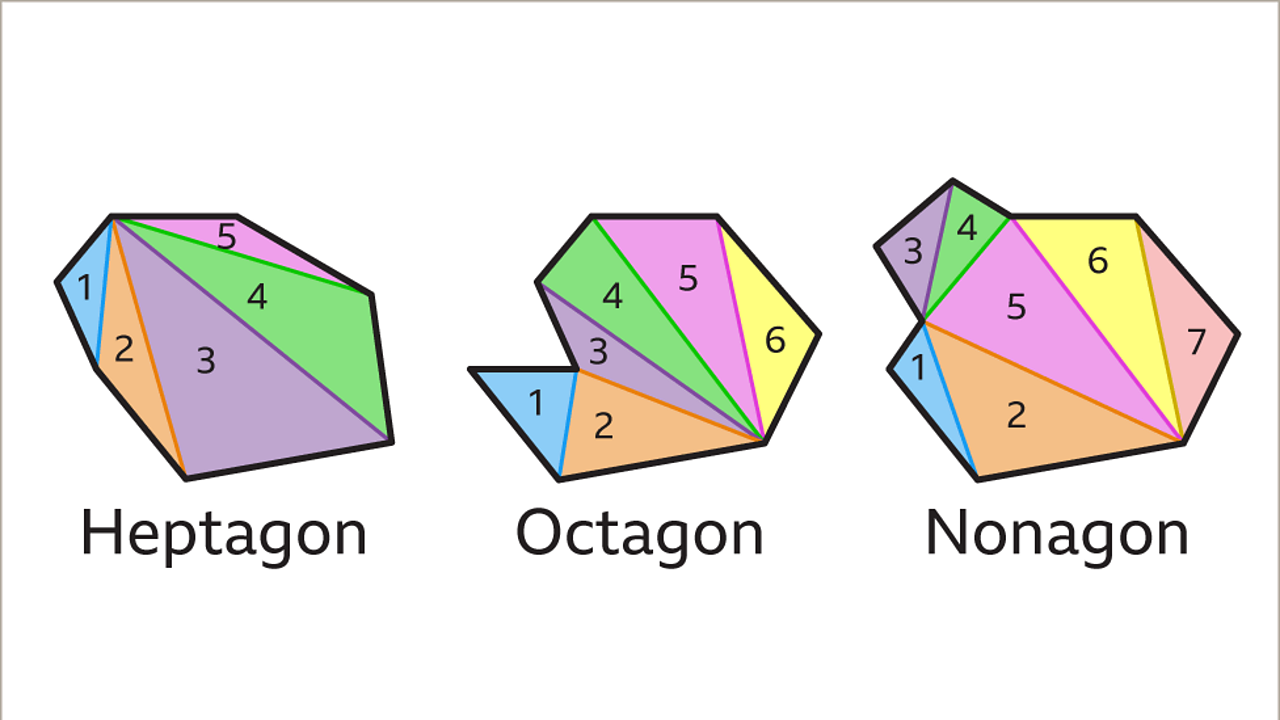 1 2 3 4 5
Heptagon
1 2 3 4 5 6
Octagon
1 2 3 4 5 6 7
Nonagon